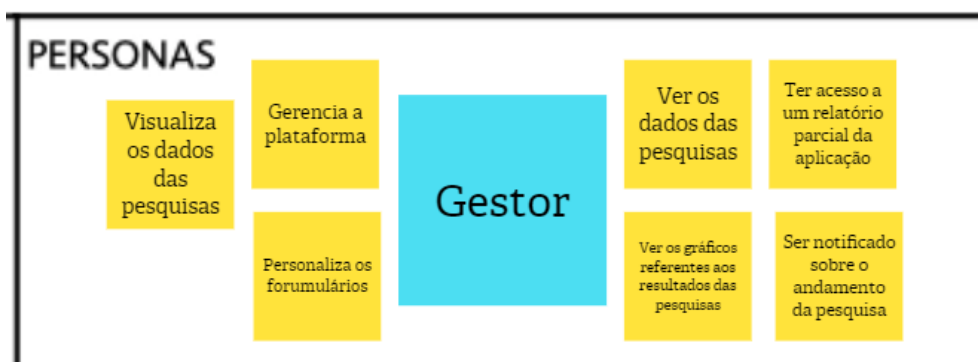 PERSONAS
Visualiza
os dados
das
pesquisas
Gerencia a
plataforma
Personaliza os
forumulários
Gestor
Ver os
dados das
pesquisas
Ter acesso a
um relatório
parcial da
aplicação
Ver os gráficos
referentes aos
resultados das
pesquisas
Ser notificado
sobre o
andamento
da pesquisa